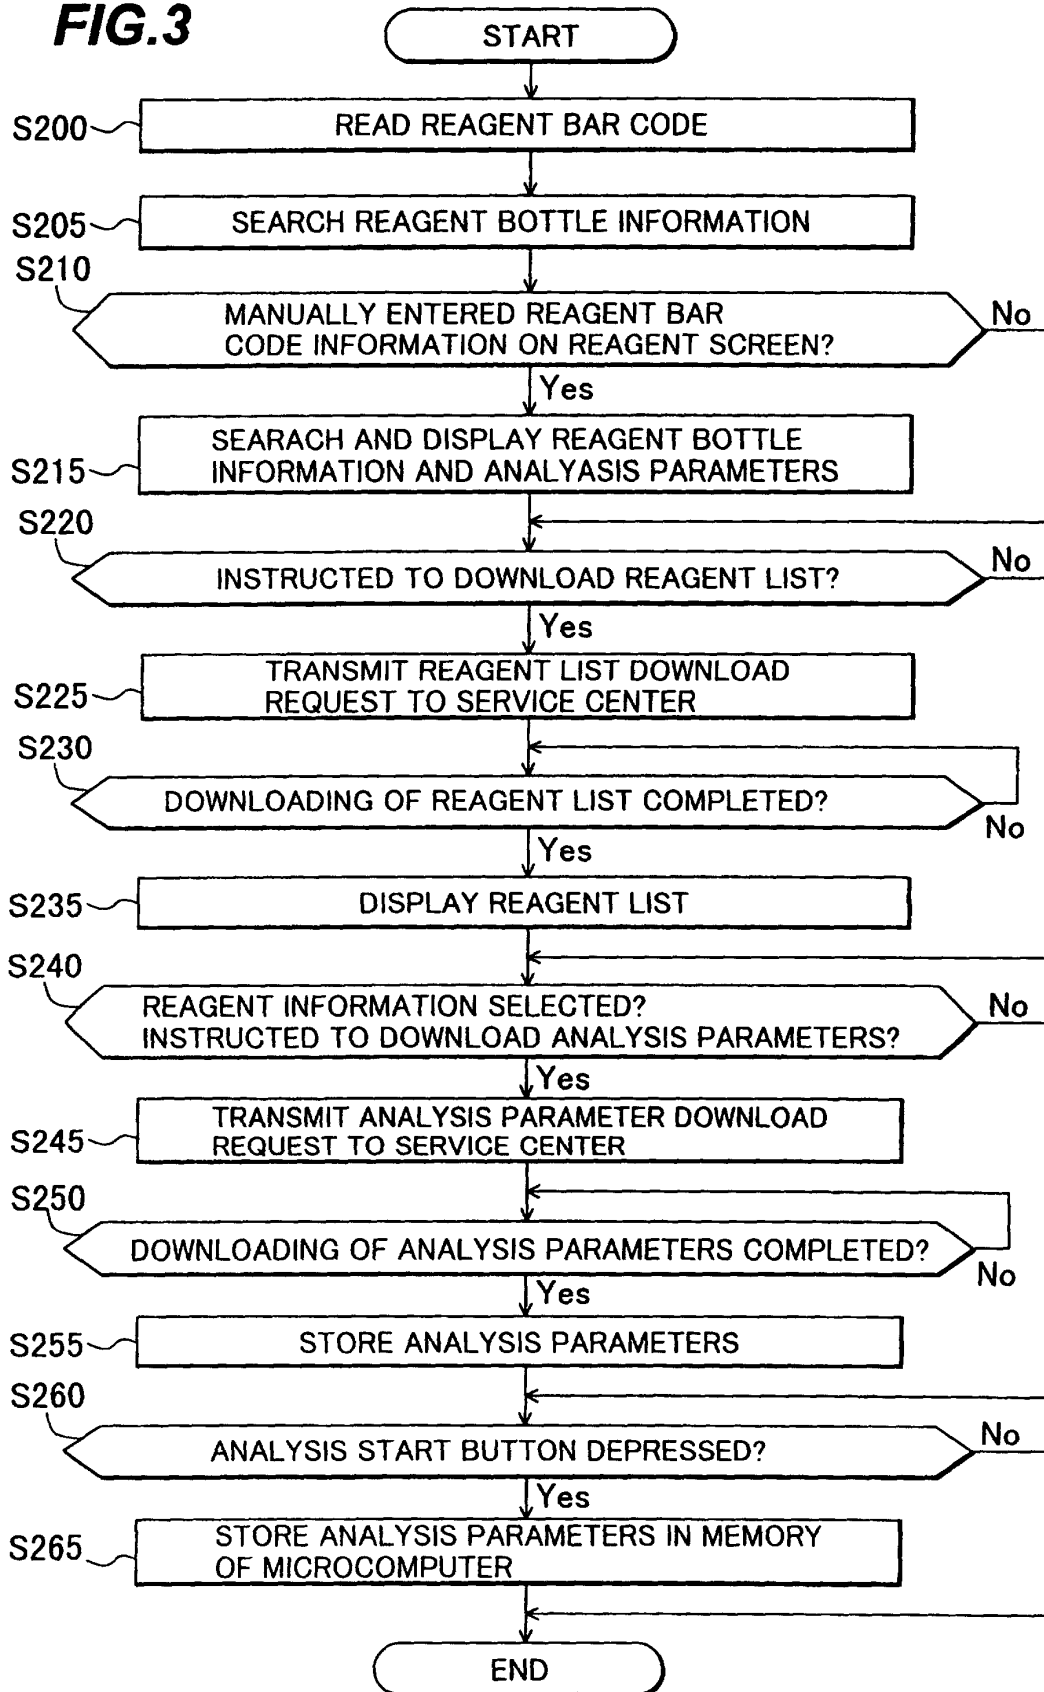 FIG.3
START
S200
READ REAGENT BAR CODE
S205
SEARCH REAGENT BOTTLE INFORMATION
S210
MANUALLY ENTERED REAGENT BAR
CODE INFORMATION ON REAGENT SCREEN?
No
Yes
S215
SEARACH AND DISPLAY REAGENT BOTTLE
INFORMATION AND ANALYASIS PARAMETERS
S220
INSTRUCTED TO DOWNLOAD REAGENT LIST?
No
Yes
S225
TRANSMIT REAGENT LIST DOWNLOAD
REQUEST TO SERVICE CENTER
S230
DOWNLOADING OF REAGENT LIST COMPLETED?
No
Yes
S235
DISPLAY REAGENT LIST
S240
REAGENT INFORMATION SELECTED?
INSTRUCTED TO DOWNLOAD ANALYSIS PARAMETERS?
No
Yes
S245
TRANSMIT ANALYSIS PARAMETER DOWNLOAD
REQUEST TO SERVICE CENTER
S250
DOWNLOADING OF ANALYSIS PARAMETERS COMPLETED?
No
Yes
S255
STORE ANALYSIS PARAMETERS
S260
ANALYSIS START BUTTON DEPRESSED?
No
Yes
S265
STORE ANALYSIS PARAMETERS IN MEMORY
OF MICROCOMPUTER
END